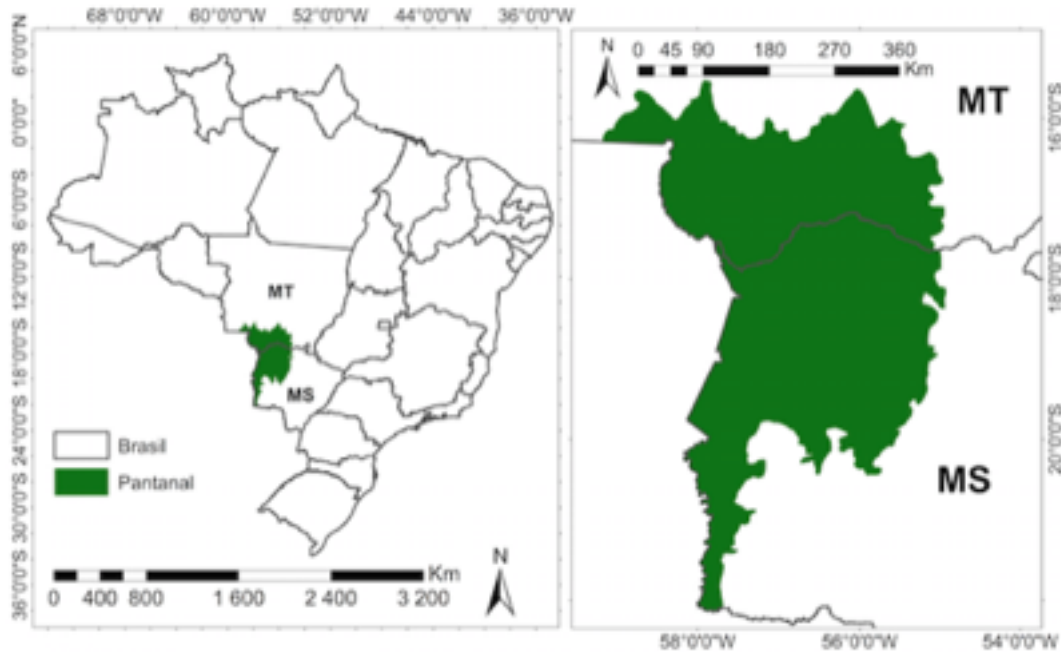 68°0'0"W 60°0'0"W 52°0'0"W 44°0'0"W 36°0'0"W
6°0'0"N
0°0'0"
6°0'0"S
12°0'0"S
18°0'0"S
24°0'0"S
30°0'0"S
36°0'0"S
MT
MS
Brasil
Pantanal
N
Km
0 400 800 1 600 2 400 3 200
N
0 45 90 180 270 360
Km
MT
MS
16°0'0"S
18°0'0"S
20°0'0"S
58°0'0"W 56°0'0"W 54°0'0"W